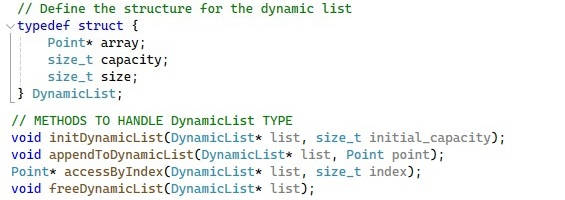 // Define the structure for the dynamic list
typedef struct {
Point* array;
size_t capacity;
size_t size;
} DynamicList;
// METHODS TO HANDLE DynamicList TYPE
void initDynamicList(DynamicList* list, size_t initial_capacity);
void appendToDynamicList(DynamicList* list, Point point);
Point* accessByIndex(DynamicList* list, size_t index);
void freeDynamicList(DynamicList* list);